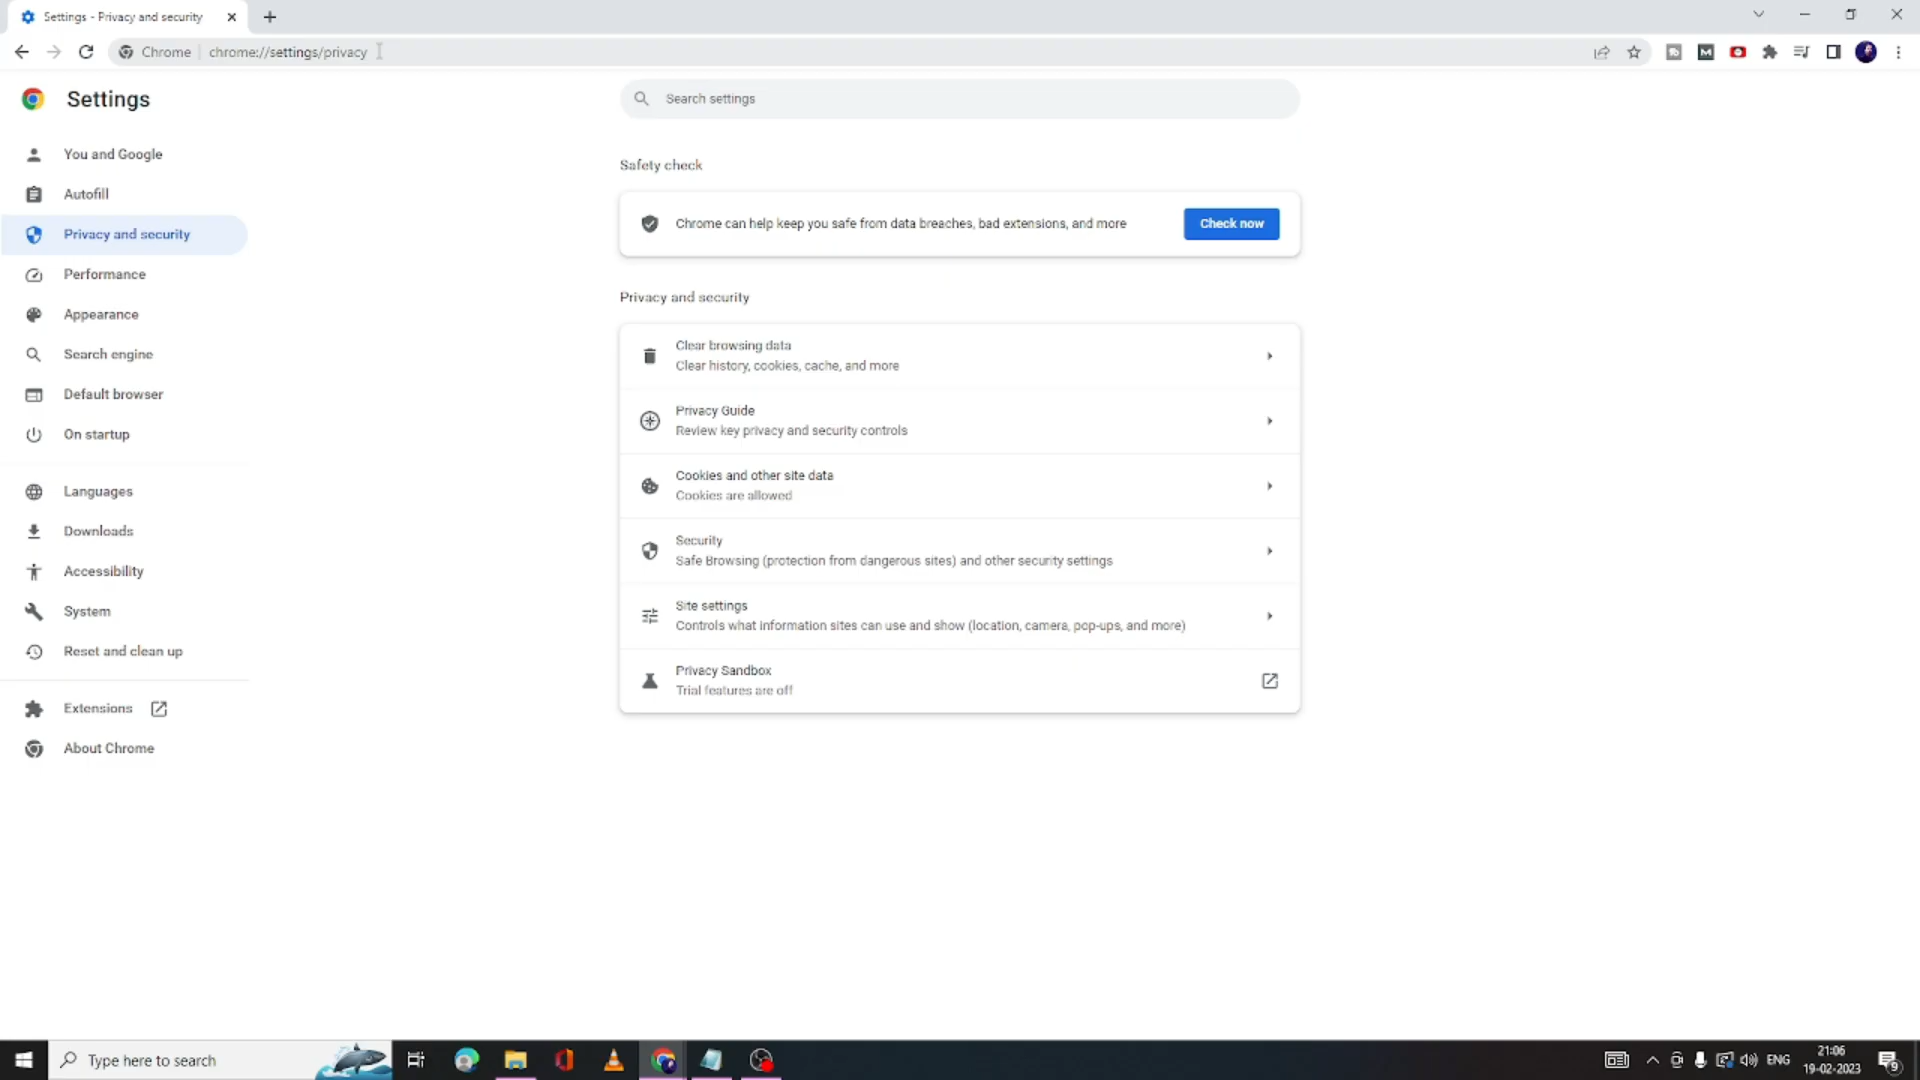 Settings - Privacy and security
Chrome
chrome://settings/privacy
Settings
Search settings
You and Google
Autofill
Privacy and security
Performance
Appearance
Search engine
Default browser
On startup
Languages
Downloads
Accessibility
System
Reset and clean up
Extensions
About Chrome
Safety check
Chrome can help keep you safe from data breaches, bad extensions, and more
Check now
Privacy and security
Clear browsing data
Clear history, cookies, cache, and more
Privacy Guide
Review key privacy and security controls
Cookies and other site data
Cookies are allowed
Security
Safe Browsing (protection from dangerous sites) and other security settings
Site settings
Controls what information sites can use and show (location, camera, pop-ups, and more)
Privacy Sandbox
Trial features are off
Type here to search
ENG
21:06
19-02-2023
9